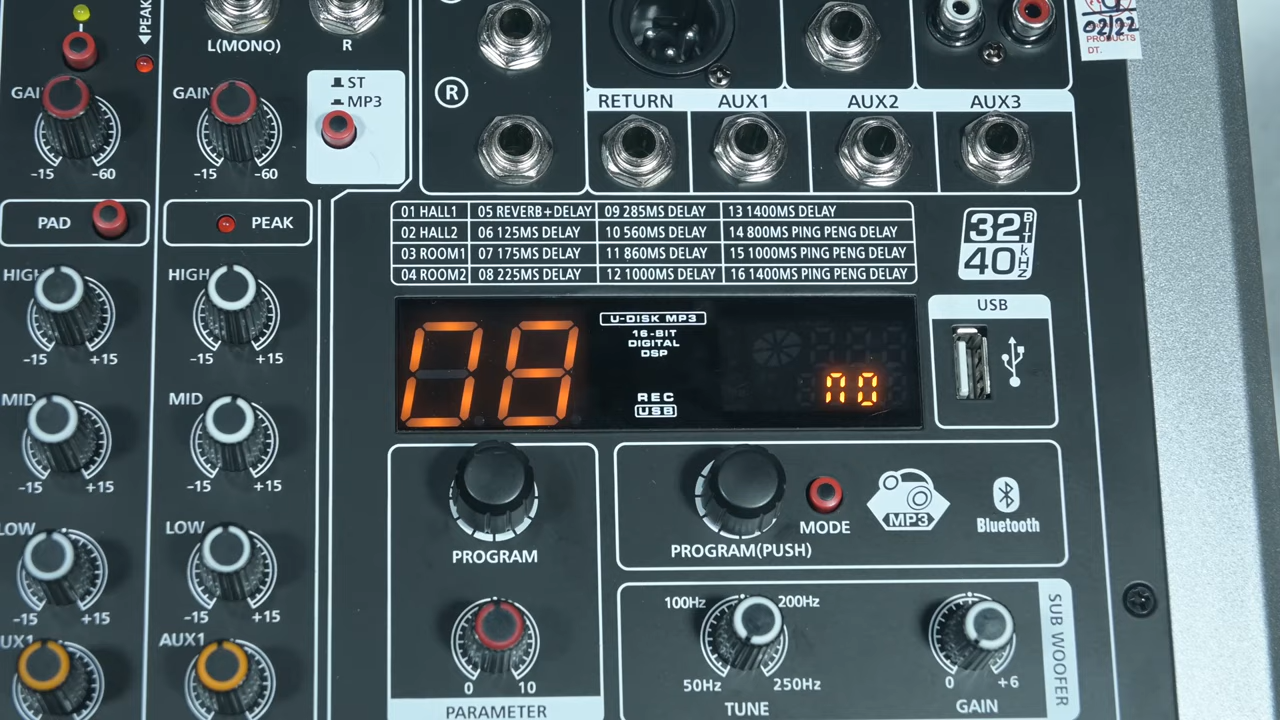 PEAK
L(MONO)
R
02/22
PRODUCTS
DT.
GAIN
-15
-60
GAIN
-15
-60
ST
MP3
R
RETURN
AUX1
AUX2
AUX3
PAD
PEAK
01 HALL1 05 REVERB+DELAY 09 285MS DELAY 13 1400MS DELAY
02 HALL2 06 125MS DELAY 10 560MS DELAY 14 800MS PING PENG DELAY
03 ROOM1 07 175MS DELAY 11 860MS DELAY 15 1000MS PING PENG DELAY
04 ROOM2 08 225MS DELAY 12 1000MS DELAY 16 1400MS PING PENG DELAY
32 BIT
40 kHz
HIGH
-15
+15
HIGH
-15
+15
08
U-DISK MP3
16-BIT
DIGITAL
DSP
REC
USB
no
USB
MID
-15
+15
MID
-15
+15
PROGRAM
PROGRAM(PUSH)
MODE
MP3
Bluetooth
LOW
-15
+15
LOW
-15
+15
AUX1
AUX1
0
10
PARAMETER
100Hz
200Hz
50Hz
250Hz
TUNE
0
+6
GAIN
SUB WOOFER